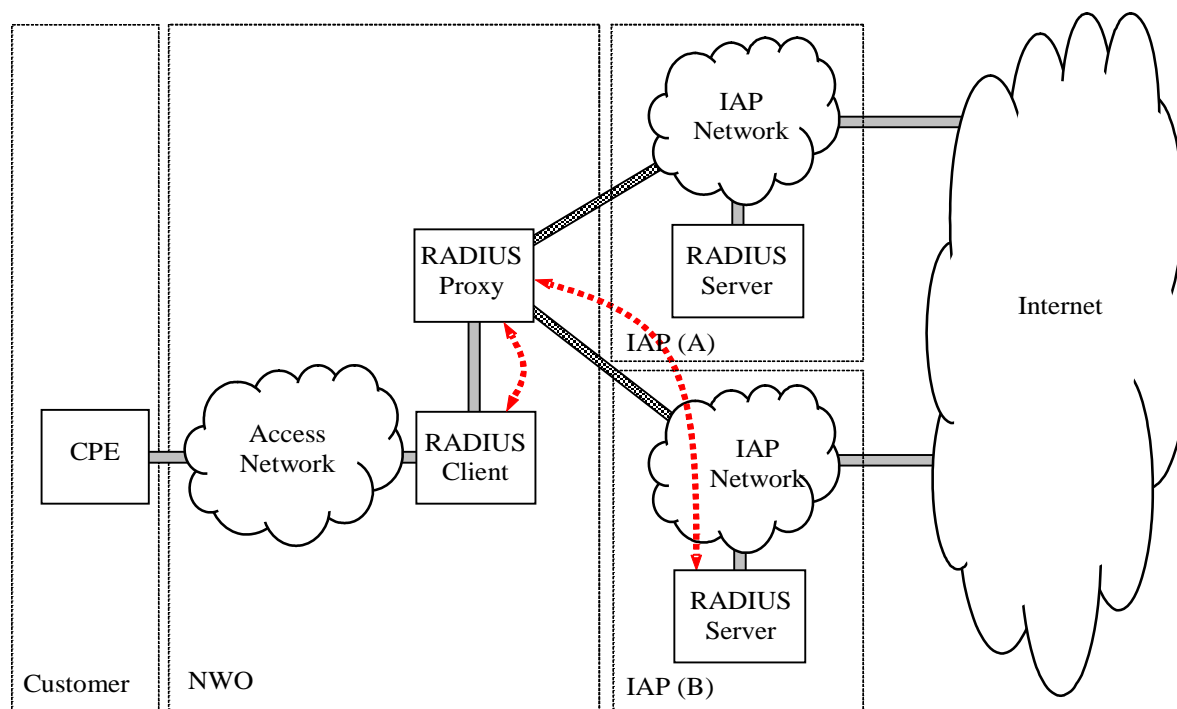 IAP
Network
RADIUS
Proxy
RADIUS
Server
Internet
IAP (A)
CPE
Access
Network
RADIUS
Client
IAP
Network
RADIUS
Server
Customer
NWO
IAP (B)